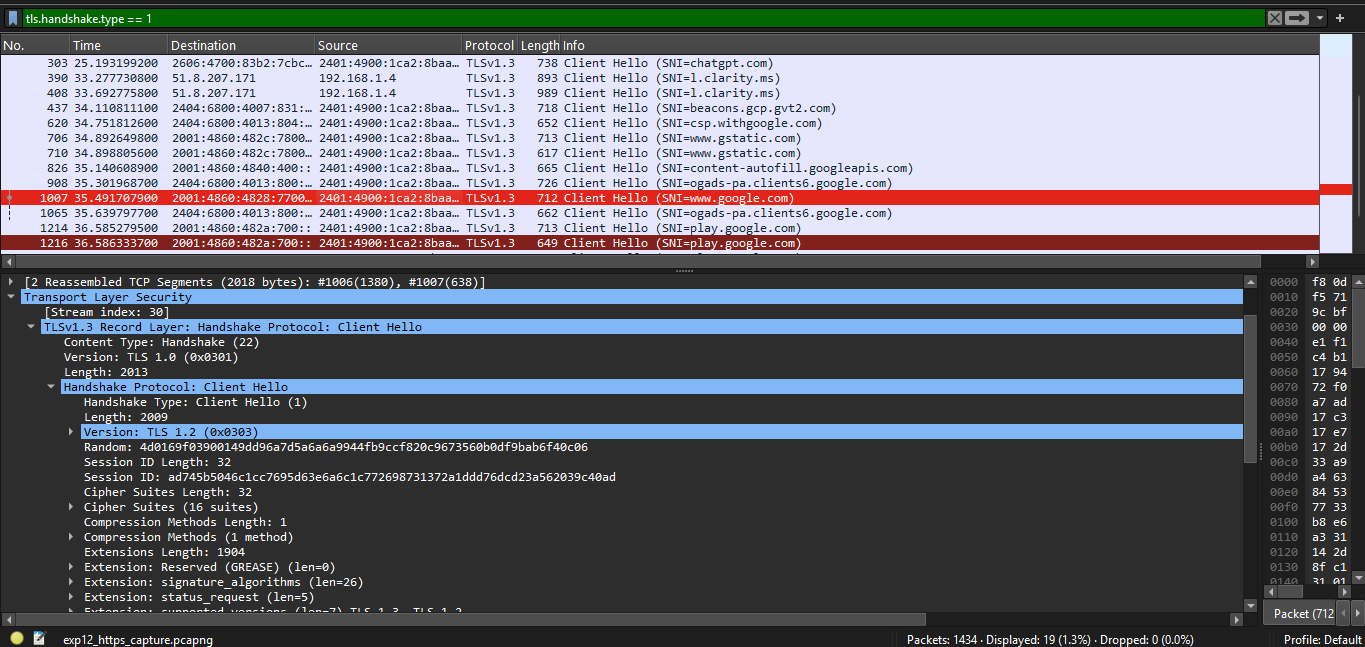 tls.handshake.type == 1
No. Time Destination Source Protocol Length Info
303 25.193199200 2606:4700:83b2:7cbc… 2401:4900:1ca2:8baa… TLSv1.3 738 Client Hello (SNI=chatgpt.com)
390 33.277730800 51.8.207.171 192.168.1.4 TLSv1.3 893 Client Hello (SNI=l.clarity.ms)
408 33.692775800 51.8.207.171 192.168.1.4 TLSv1.3 989 Client Hello (SNI=l.clarity.ms)
437 34.110811100 2404:6800:4007:831:… 2401:4900:1ca2:8baa… TLSv1.3 718 Client Hello (SNI=beacons.gcp.gvt2.com)
620 34.751812600 2404:6800:4013:804:… 2401:4900:1ca2:8baa… TLSv1.3 652 Client Hello (SNI=csp.withgoogle.com)
706 34.892649800 2001:4860:482c:7800… 2401:4900:1ca2:8baa… TLSv1.3 713 Client Hello (SNI=www.gstatic.com)
710 34.898805600 2001:4860:482c:7800… 2401:4900:1ca2:8baa… TLSv1.3 617 Client Hello (SNI=www.gstatic.com)
826 35.140608900 2001:4860:4840:400:: 2401:4900:1ca2:8baa… TLSv1.3 665 Client Hello (SNI=content-autofill.googleapis.com)
908 35.301968700 2404:6800:4013:800:… 2401:4900:1ca2:8baa… TLSv1.3 726 Client Hello (SNI=ogads-pa.clients6.google.com)
1007 35.491707900 2001:4860:4828:7700… 2401:4900:1ca2:8baa… TLSv1.3 712 Client Hello (SNI=www.google.com)
1065 35.639797700 2404:6800:4013:800:… 2401:4900:1ca2:8baa… TLSv1.3 662 Client Hello (SNI=ogads-pa.clients6.google.com)
1214 36.585279500 2001:4860:482a:700:: 2401:4900:1ca2:8baa… TLSv1.3 713 Client Hello (SNI=play.google.com)
1216 36.586333700 2001:4860:482a:700:: 2401:4900:1ca2:8baa… TLSv1.3 649 Client Hello (SNI=play.google.com)
[2 Reassembled TCP Segments (2018 bytes): #1006(1380), #1007(638)]
Transport Layer Security
[Stream index: 30]
TLSv1.3 Record Layer: Handshake Protocol: Client Hello
Content Type: Handshake (22)
Version: TLS 1.0 (0x0301)
Length: 2013
Handshake Protocol: Client Hello
Handshake Type: Client Hello (1)
Length: 2009
Version: TLS 1.2 (0x0303)
Random: 4d0169f03900149dd96a7d5a6a6a9944fb9ccf820c9673560b0df9bab6f40c06
Session ID Length: 32
Session ID: ad745b5046c1cc7695d63e6a6c1c772698731372a1ddd76dcd23a562039c40ad
Cipher Suites Length: 32
Cipher Suites (16 suites)
Compression Methods Length: 1
Compression Methods (1 method)
Extensions Length: 1904
Extension: Reserved (GREASE) (len=0)
Extension: signature_algorithms (len=26)
Extension: status_request (len=5)
Extension: supported_versions (len=7) TLS 1.3, TLS 1.2
0000 f8 0d
0010 f5 71
0020 9c bf
0030 00 00
0040 e1 f1
0050 c4 b1
0060 17 94
0070 72 f0
0080 a7 ad
0090 17 c3
00a0 17 e7
00b0 17 2d
00c0 33 a9
00d0 a4 63
00e0 84 53
00f0 77 33
0100 b8 e6
0110 a3 31
0120 14 2d
0130 8f c1
0140 31 01
Packet (712
exp12_https_capture.pcapng
Packets: 1434 · Displayed: 19 (1.3%) · Dropped: 0 (0.0%)
Profile: Default